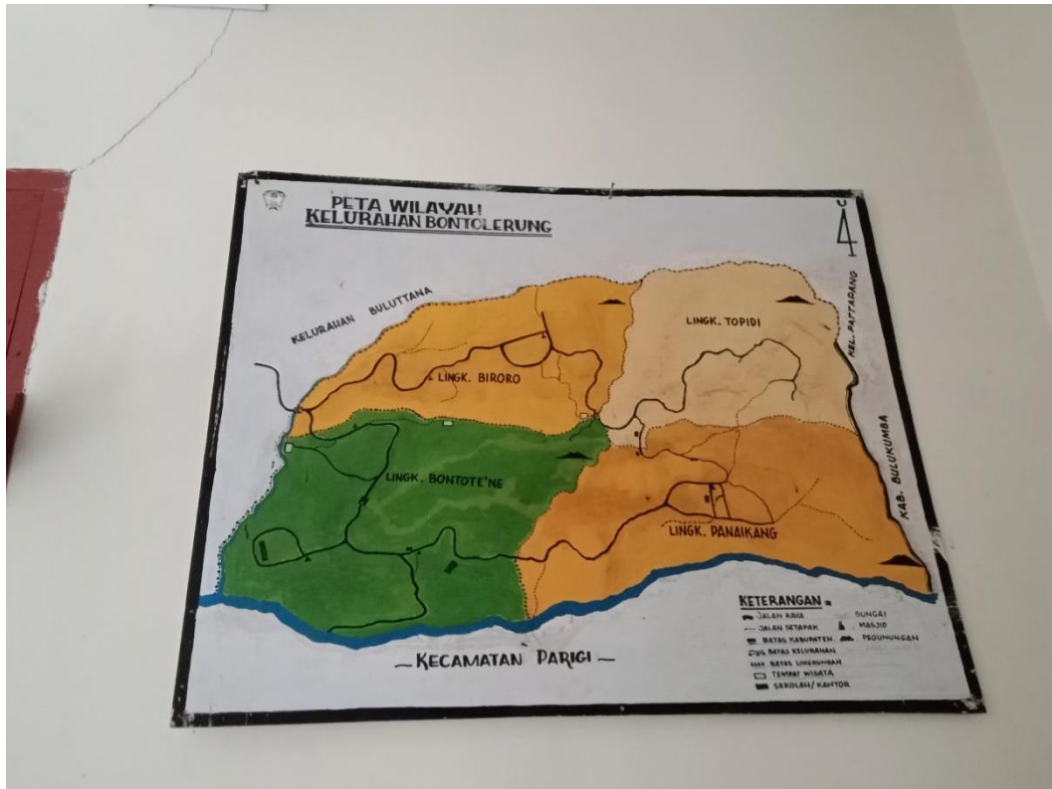 PETA WILAYAH
KELURAHAN BONTOLERUNG
U
KELURAHAN BULUTTANA
LINGK. TOPIDI
KEL. PATTAPANG
LINGK. BIRORO
KAB. BULUKUMBA
LINGK. BONTOTE'NE
LINGK. PANAIKANG
KECAMATAN PARIGI
KETERANGAN
JALAN RAYA
JALAN SETAPAK
BATAS KABUPATEN
BATAS KELURAHAN
BATAS LINGKUNGAN
TEMPAT WISATA
SEKOLAH/KANTOR
SUNGAI
MASJID
PEGUNUNGAN